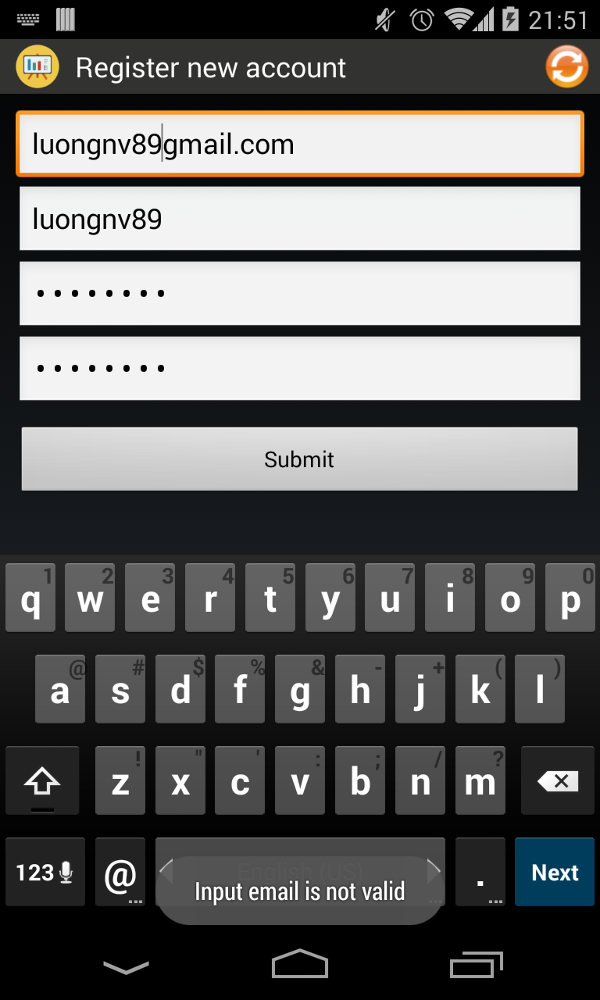 21:51
Register new account
luongnv89gmail.com
luongnv89
••••••••
••••••••
Submit
1 2 3 4 5 6 7 8 9 0
q w e r t y u i o p
@ # $ % & - + ( )
a s d f g h j k l
! " ' : ; / ?
z x c v b n m
123 @ English (US) . Next
Input email is not valid